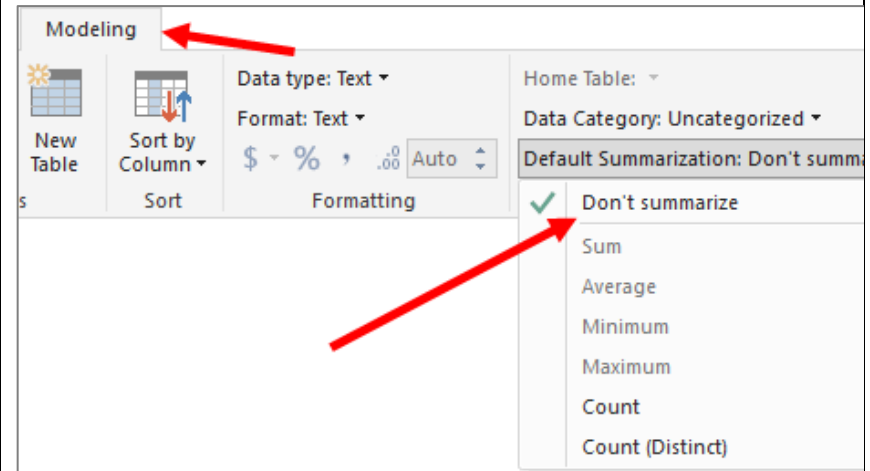 Modeling
New
Table
Sort by
Column
s
Sort
Data type: Text
Format: Text
$ % , .00 Auto
Formatting
Home Table:
Data Category: Uncategorized
Default Summarization: Don't summa
Don't summarize
Sum
Average
Minimum
Maximum
Count
Count (Distinct)